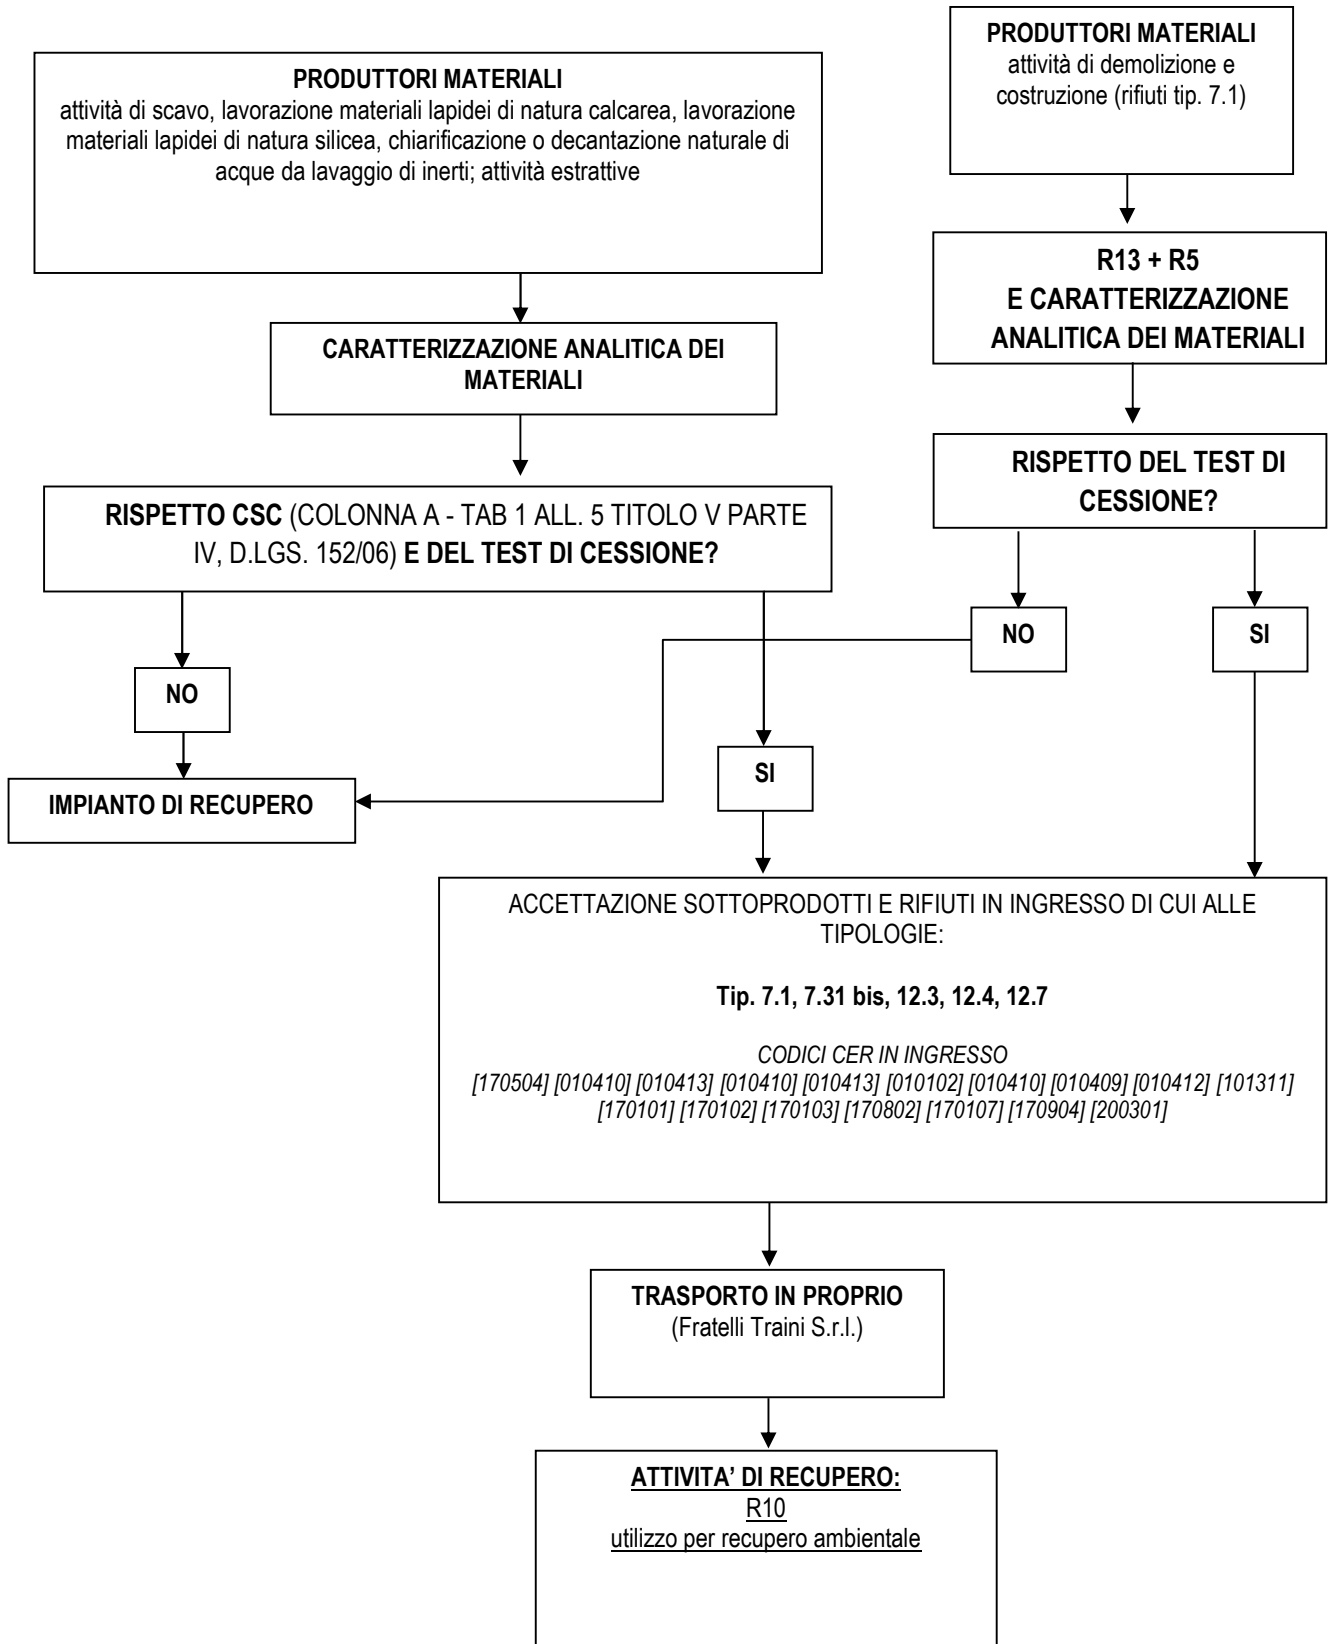 PRODUTTORI MATERIALI
attività di scavo, lavorazione materiali lapidei di natura calcarea, lavorazione
materiali lapidei di natura silicea, chiarificazione o decantazione naturale di
acque da lavaggio di inerti; attività estrattive
PRODUTTORI MATERIALI
attività di demolizione e
costruzione (rifiuti tip. 7.1)
R13 + R5
E CARATTERIZZAZIONE
ANALITICA DEI MATERIALI
CARATTERIZZAZIONE ANALITICA DEI
MATERIALI
RISPETTO DEL TEST DI
CESSIONE?
RISPETTO CSC (COLONNA A - TAB 1 ALL. 5 TITOLO V PARTE
IV, D.LGS. 152/06) E DEL TEST DI CESSIONE?
NO
SI
NO
SI
IMPIANTO DI RECUPERO
ACCETTAZIONE SOTTOPRODOTTI E RIFIUTI IN INGRESSO DI CUI ALLE
TIPOLOGIE:
Tip. 7.1, 7.31 bis, 12.3, 12.4, 12.7
CODICI CER IN INGRESSO
[170504] [010410] [010413] [010410] [010413] [010102] [010410] [010409] [010412] [101311]
[170101] [170102] [170103] [170802] [170107] [170904] [200301]
TRASPORTO IN PROPRIO
(Fratelli Traini S.r.l.)
ATTIVITA’ DI RECUPERO:
R10
utilizzo per recupero ambientale